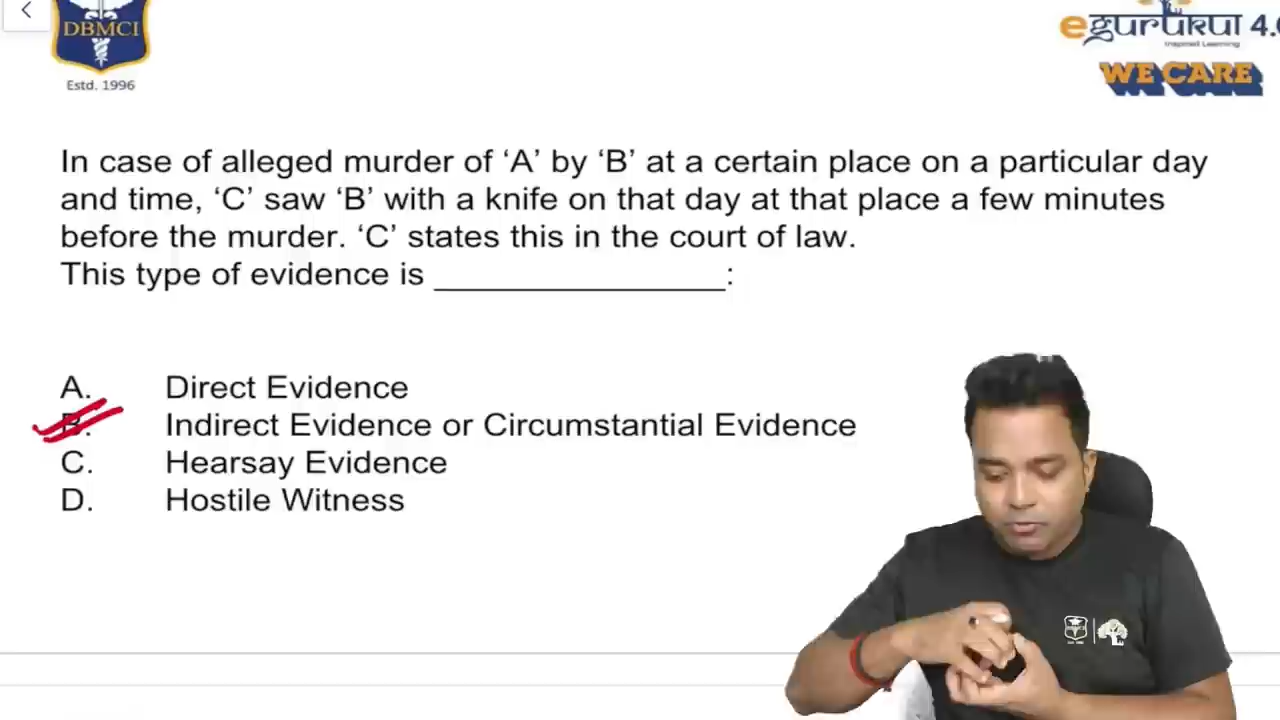 DBMCI
Estd. 1996
egurukul 4.0
Inspired Learning
WE CARE
In case of alleged murder of ‘A’ by ‘B’ at a certain place on a particular day
and time, ‘C’ saw ‘B’ with a knife on that day at that place a few minutes
before the murder. ‘C’ states this in the court of law.
This type of evidence is _________________:
A. Direct Evidence
B. Indirect Evidence or Circumstantial Evidence
C. Hearsay Evidence
D. Hostile Witness